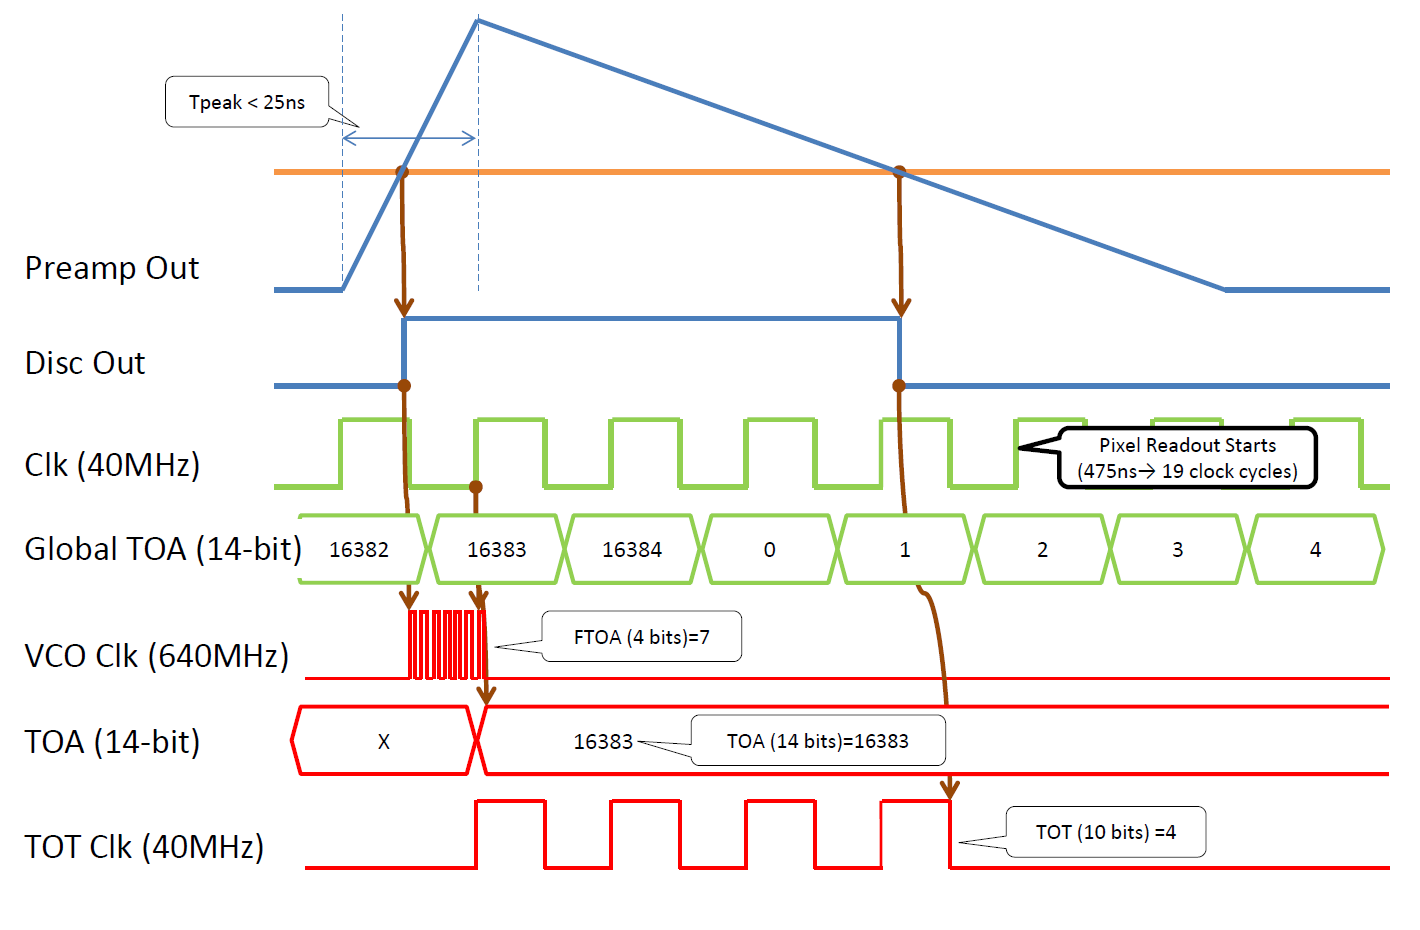 Tpeak < 25ns
Preamp Out
Disc Out
Clk (40MHz)
Pixel Readout Starts
(475ns→ 19 clock cycles)
Global TOA (14-bit) 16382 16383 16384 0 1 2 3 4
VCO Clk (640MHz)
FTOA (4 bits)=7
TOA (14-bit) X 16383 TOA (14 bits)=16383
TOT Clk (40MHz)
TOT (10 bits) =4